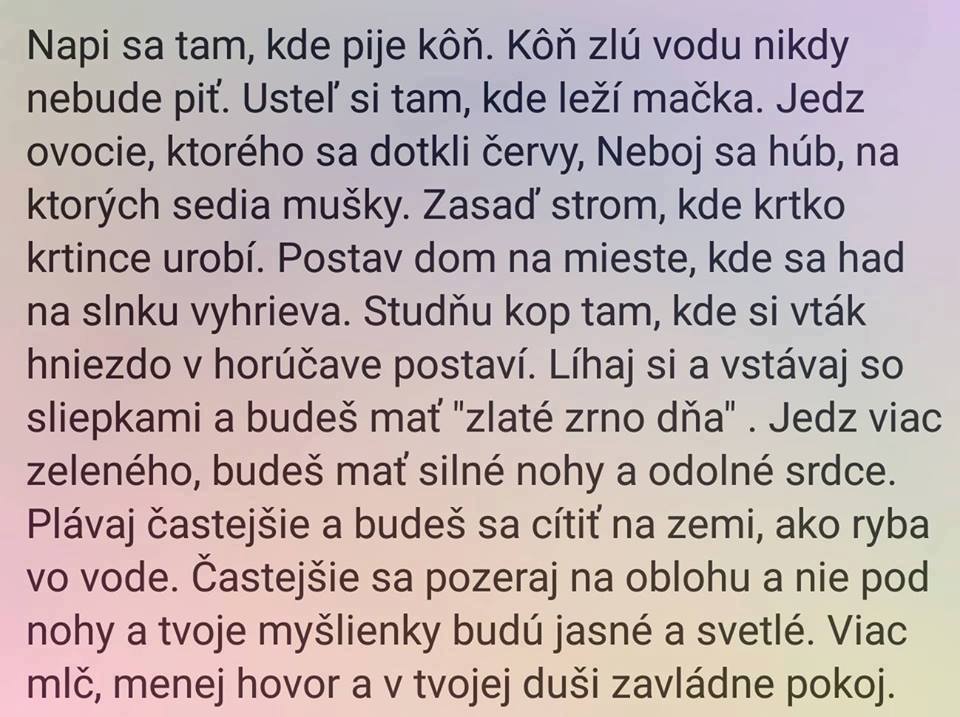 Napi sa tam, kde pije kôň. Kôň zlú vodu nikdy
nebude piť. Usteľ si tam, kde leží mačka. Jedz
ovocie, ktorého sa dotkli červy, Neboj sa húb, na
ktorých sedia mušky. Zasaď strom, kde krtko
krtince urobí. Postav dom na mieste, kde sa had
na slnku vyhrieva. Studňu kop tam, kde si vták
hniezdo v horúčave postaví. Líhaj si a vstávaj so
sliepkami a budeš mať "zlaté zrno dňa" . Jedz viac
zeleného, budeš mať silné nohy a odolné srdce.
Plávaj častejšie a budeš sa cítiť na zemi, ako ryba
vo vode. Častejšie sa pozeraj na oblohu a nie pod
nohy a tvoje myšlienky budú jasné a svetlé. Viac
mlč, menej hovor a v tvojej duši zavládne pokoj.